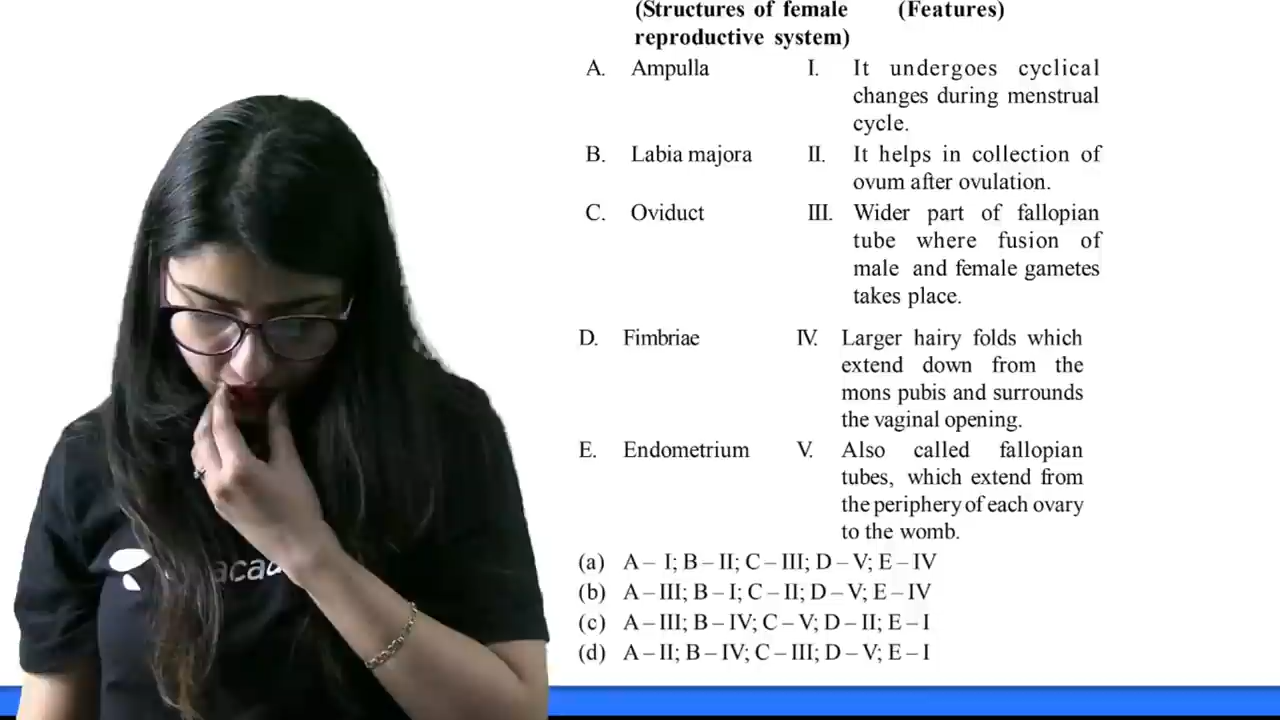 (Structures of female (Features)
reproductive system)
A. Ampulla I. It undergoes cyclical
changes during menstrual
cycle.
B. Labia majora II. It helps in collection of
ovum after ovulation.
C. Oviduct III. Wider part of fallopian
tube where fusion of
male and female gametes
takes place.
D. Fimbriae IV. Larger hairy folds which
extend down from the
mons pubis and surrounds
the vaginal opening.
E. Endometrium V. Also called fallopian
tubes, which extend from
the periphery of each ovary
to the womb.
(a) A – I; B – II; C – III; D – V; E – IV
(b) A – III; B – I; C – II; D – V; E – IV
(c) A – III; B – IV; C – V; D – II; E – I
(d) A – II; B – IV; C – III; D – V; E – I